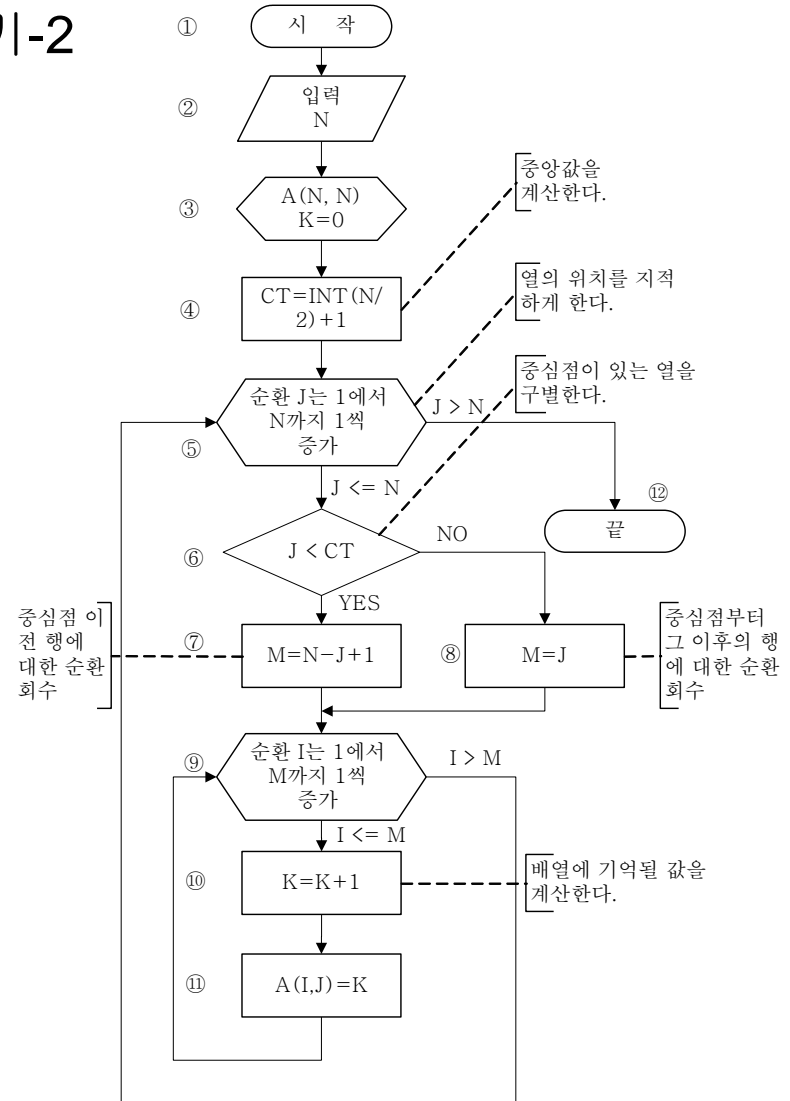 기-2
① 시 작
② 입력
N
③ A(N, N)
K=0
중앙값을
계산한다.
④ CT=INT(N/
2)+1
열의 위치를 지적
하게 한다.
중심점이 있는 열을
구별한다.
⑤ 순환 J는 1에서
N까지 1씩
증가
J > N
J <= N
⑫
끝
⑥ J < CT
NO
YES
중심점 이
전 행에
대한 순환
회수
⑦ M=N-J+1
⑧ M=J
중심점부터
그 이후의 행
에 대한 순환
회수
⑨ 순환 I는 1에서
M까지 1씩
증가
I > M
I <= M
⑩ K=K+1
배열에 기억될 값을
계산한다.
⑪ A(I,J)=K